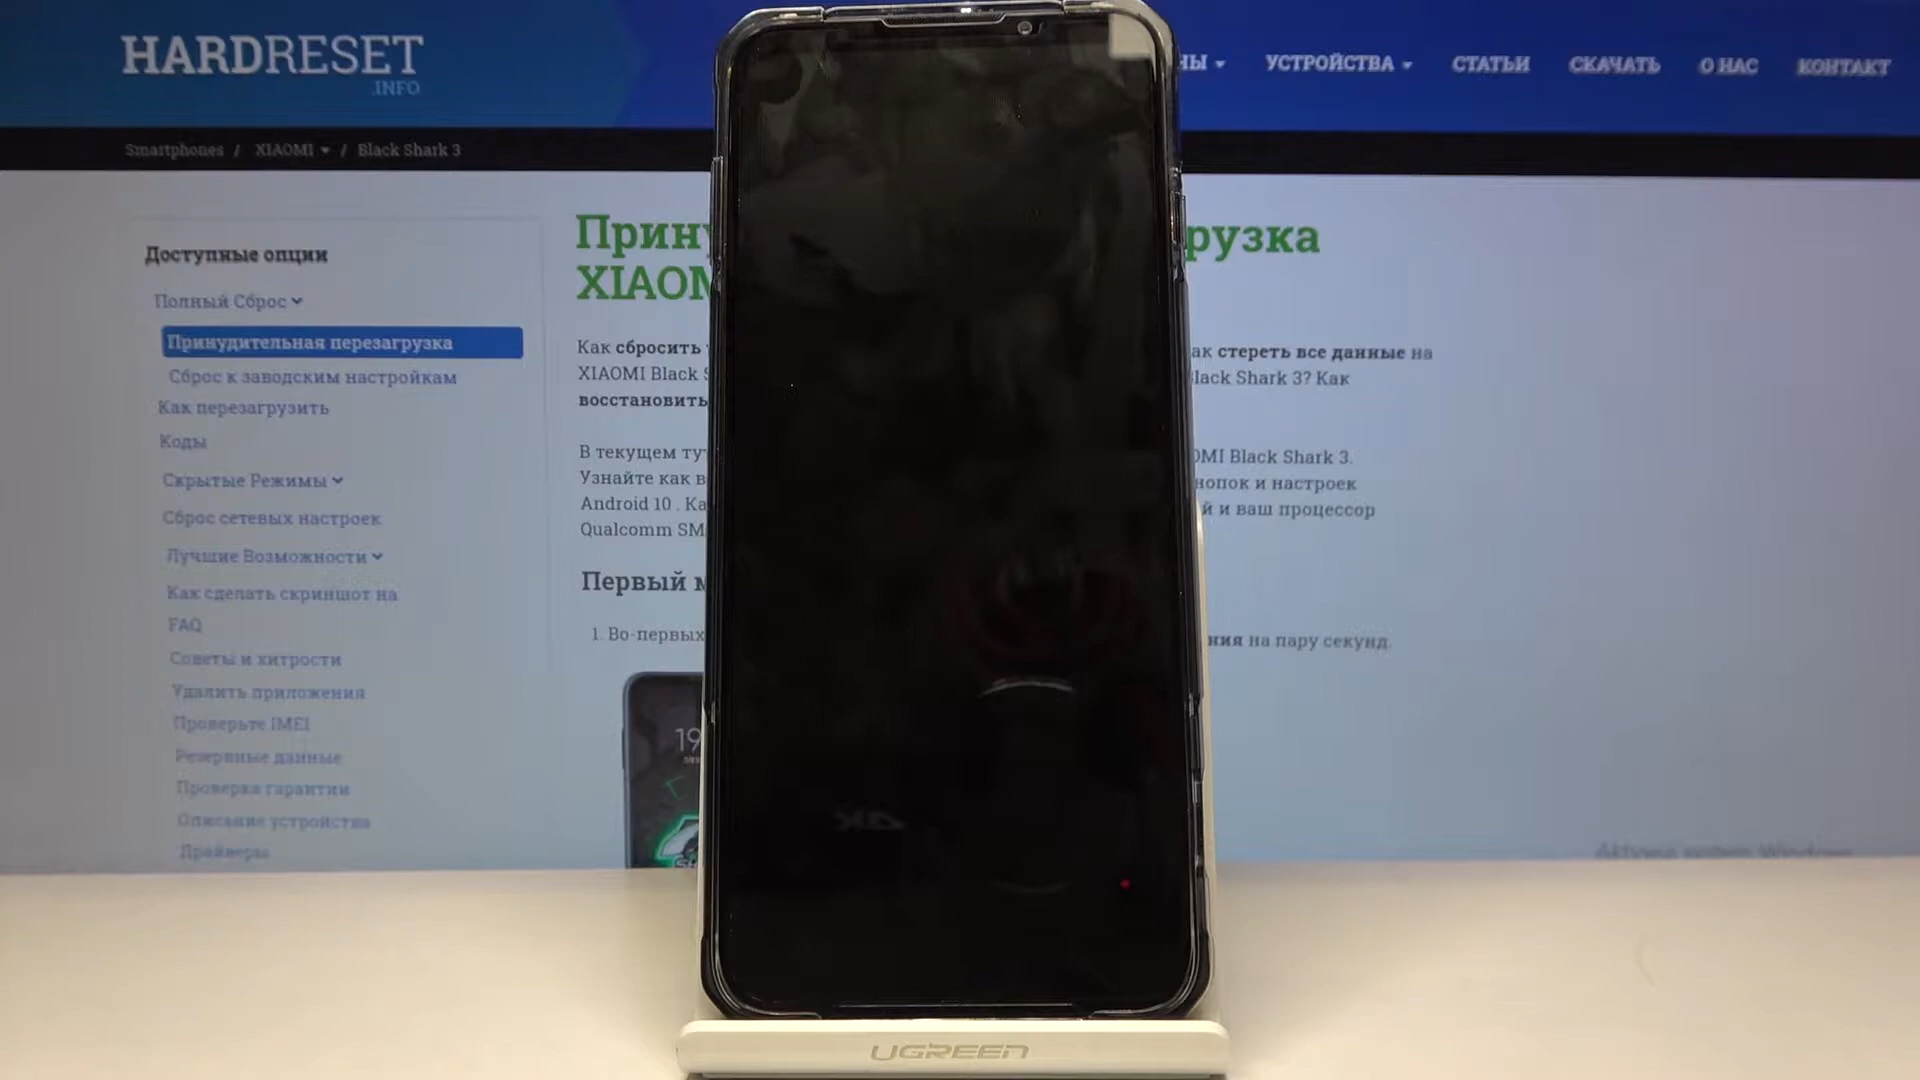 HARDRESET
.INFO
НЫ
УСТРОЙСТВА
СТАТЬИ
СКАЧАТЬ
О НАС
КОНТАКТ
Smartphones / XIAOMI / Black Shark 3
Доступные опции
Полный Сброс
Принудительная перезагрузка
Сброс к заводским настройкам
Как перезагрузить
Коды
Скрытые Режимы
Сброс сетевых настроек
Лучшие Возможности
Как сделать скриншот на
FAQ
Советы и хитрости
Удалить приложения
Проверьте IMEI
Резервные данные
Проверка гарантии
Описание устройства
Драйверы
Прин рузка
XIAOM
Как сбросить ак стереть все данные на
XIAOMI Black S Black Shark 3? Как
восстановить
В текущем ту OMI Black Shark 3.
Узнайте как в нопок и настроек
Android 10 . Ка й и ваш процессор
Qualcomm SM
Первый м
1. Во-первых ния на пару секунд.
19
UGREEN